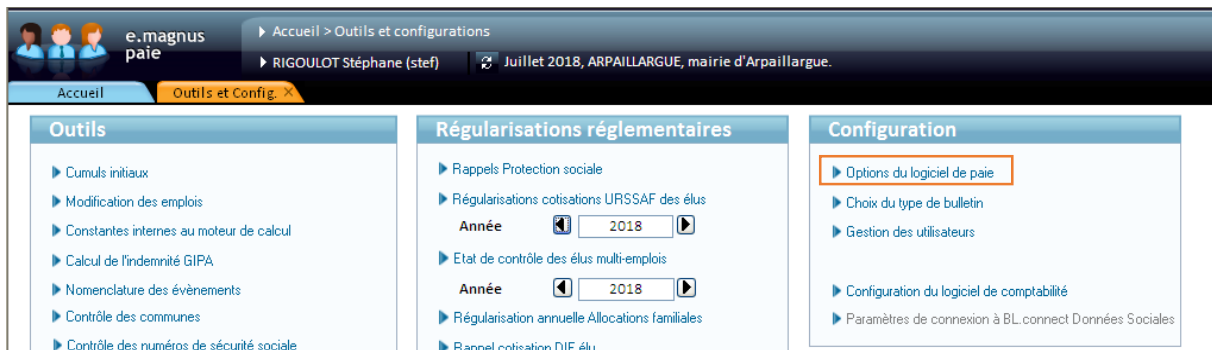 e.magnus
paie
Accueil > Outils et configurations
RIGOULOT Stéphane (stef)
Juillet 2018, ARPAILLARGUE, mairie d'Arpaillargue.
Accueil
Outils et Config. ×
Outils
Cumuls initiaux
Modification des emplois
Constantes internes au moteur de calcul
Calcul de l'indemnité GIPA
Nomenclature des évènements
Contrôle des communes
Contrôle des numéros de sécurité sociale
Régularisations réglementaires
Rappels Protection sociale
Régularisations cotisations URSSAF des élus
Année 2018
Etat de contrôle des élus multi-emplois
Année 2018
Régularisation annuelle Allocations familiales
Rappel cotisation DIF élu
Configuration
Options du logiciel de paie
Choix du type de bulletin
Gestion des utilisateurs
Configuration du logiciel de comptabilité
Paramètres de connexion à BL.connect Données Sociales